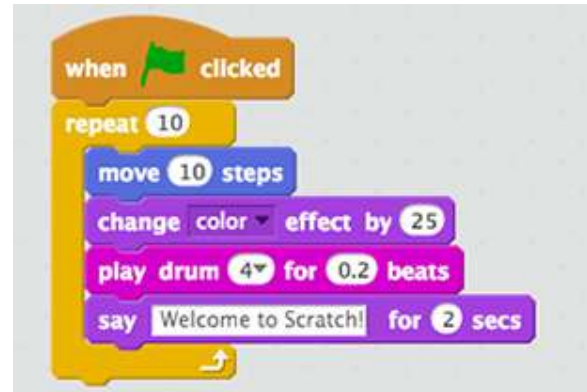 when clicked
repeat 10
move 10 steps
change color effect by 25
play drum 4 for 0.2 beats
say Welcome to Scratch! for 2 secs